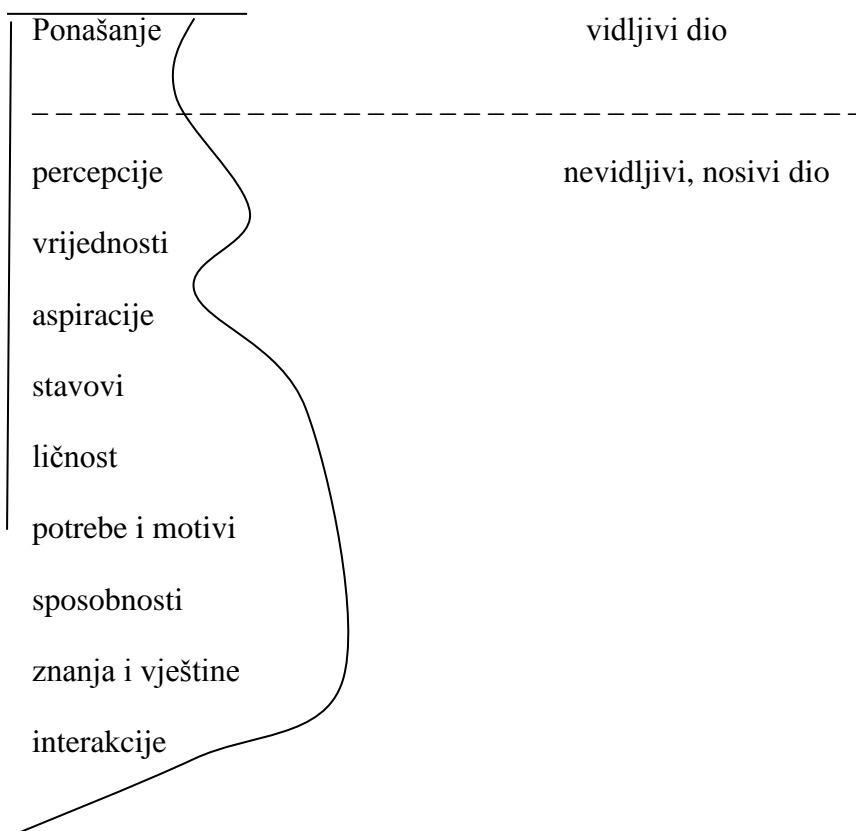 Ponašanje vidljivi dio
percepcije nevidljivi, nosivi dio
vrijednosti
aspiracije
stavovi
ličnost
potrebe i motivi
sposobnosti
znanja i vještine
interakcije